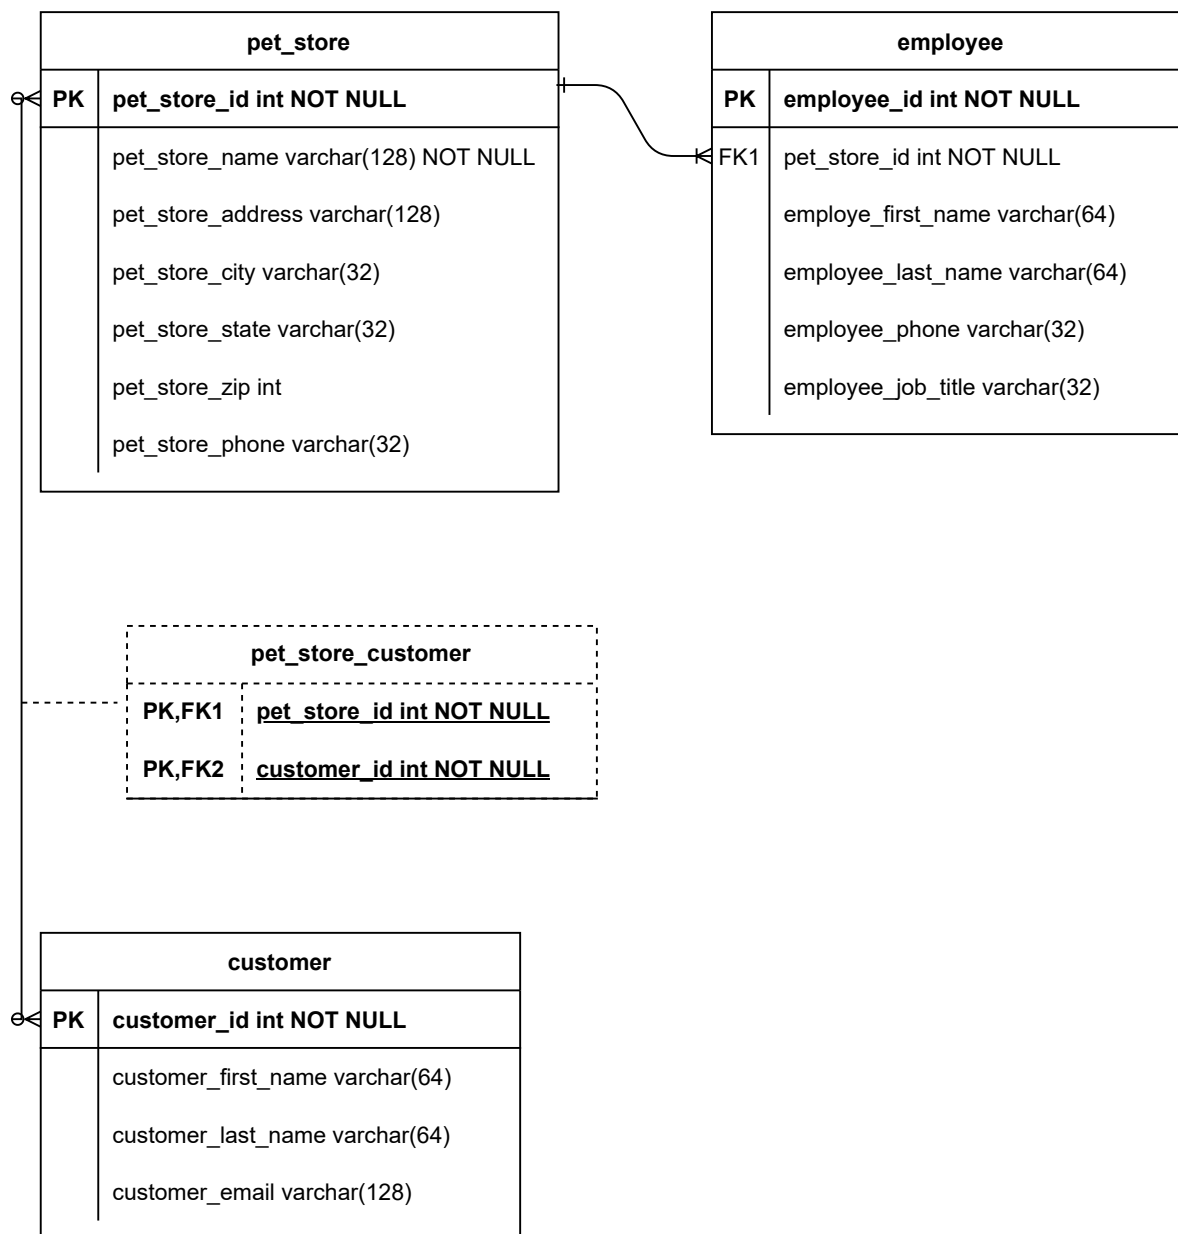 pet_store
PK pet_store_id int NOT NULL
pet_store_name varchar(128) NOT NULL
pet_store_address varchar(128)
pet_store_city varchar(32)
pet_store_state varchar(32)
pet_store_zip int
pet_store_phone varchar(32)
employee
PK employee_id int NOT NULL
FK1 pet_store_id int NOT NULL
employe_first_name varchar(64)
employee_last_name varchar(64)
employee_phone varchar(32)
employee_job_title varchar(32)
pet_store_customer
PK,FK1 pet_store_id int NOT NULL
PK,FK2 customer_id int NOT NULL
customer
PK customer_id int NOT NULL
customer_first_name varchar(64)
customer_last_name varchar(64)
customer_email varchar(128)